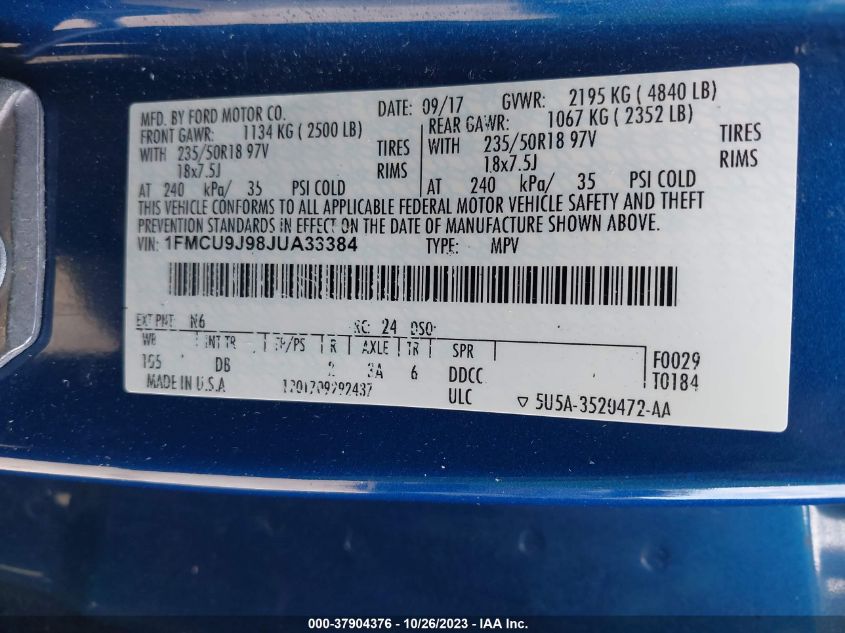 MFD. BY FORD MOTOR CO. DATE: 09/17 GVWR: 2195 KG ( 4840 LB)
FRONT GAWR: 1134 KG ( 2500 LB) REAR GAWR: 1067 KG ( 2352 LB)
WITH 235/50R18 97V TIRES WITH 235/50R18 97V TIRES
18x7.5J RIMS 18x7.5J RIMS
AT 240 kPa/ 35 PSI COLD AT 240 kPa/ 35 PSI COLD
THIS VEHICLE CONFORMS TO ALL APPLICABLE FEDERAL MOTOR VEHICLE SAFETY AND THEFT
PREVENTION STANDARDS IN EFFECT ON THE DATE OF MANUFACTURE SHOWN ABOVE.
VIN: 1FMCU9J98JUA33384 TYPE: MPV
EXT PNT: N6 RC: 24 DSO:
WB INT TR TP/PS R AXLE TR SPR F0029
DB 2 3A 6 DDCC T0184
MADE IN U.S.A ULC ▽ 5U5A-3520472-AA
000-37904376 - 10/26/2023 - IAA Inc.